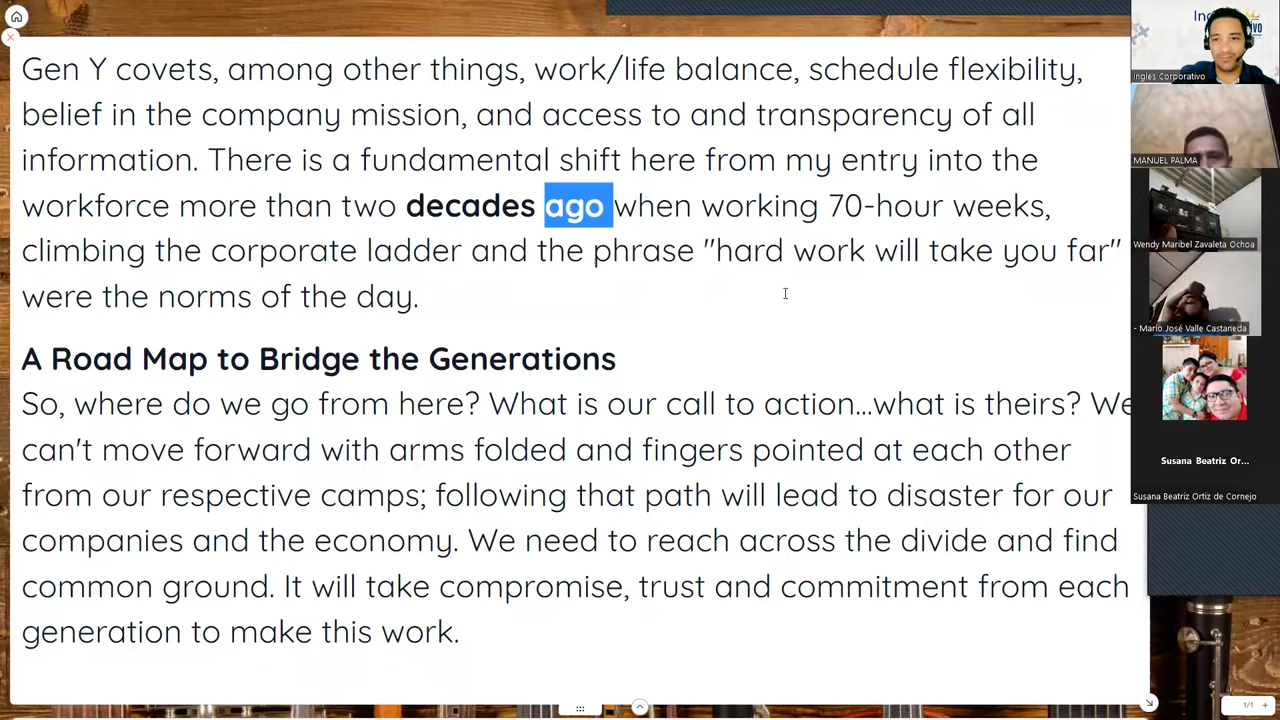 Gen Y covets, among other things, work/life balance, schedule flexibility,
belief in the company mission, and access to and transparency of all
information. There is a fundamental shift here from my entry into the
workforce more than two decades ago when working 70-hour weeks,
climbing the corporate ladder and the phrase "hard work will take you far"
were the norms of the day.
A Road Map to Bridge the Generations
So, where do we go from here? What is our call to action...what is theirs? We
can't move forward with arms folded and fingers pointed at each other
from our respective camps; following that path will lead to disaster for our
companies and the economy. We need to reach across the divide and find
common ground. It will take compromise, trust and commitment from each
generation to make this work.
Ingles Corporativo
MANUEL PALMA
Wendy Maribel Zavaleta Ochoa
- Mario José Valle Castaneda
Susana Beatriz Or...
Susana Beatriz Ortiz de Cornejo
1/1